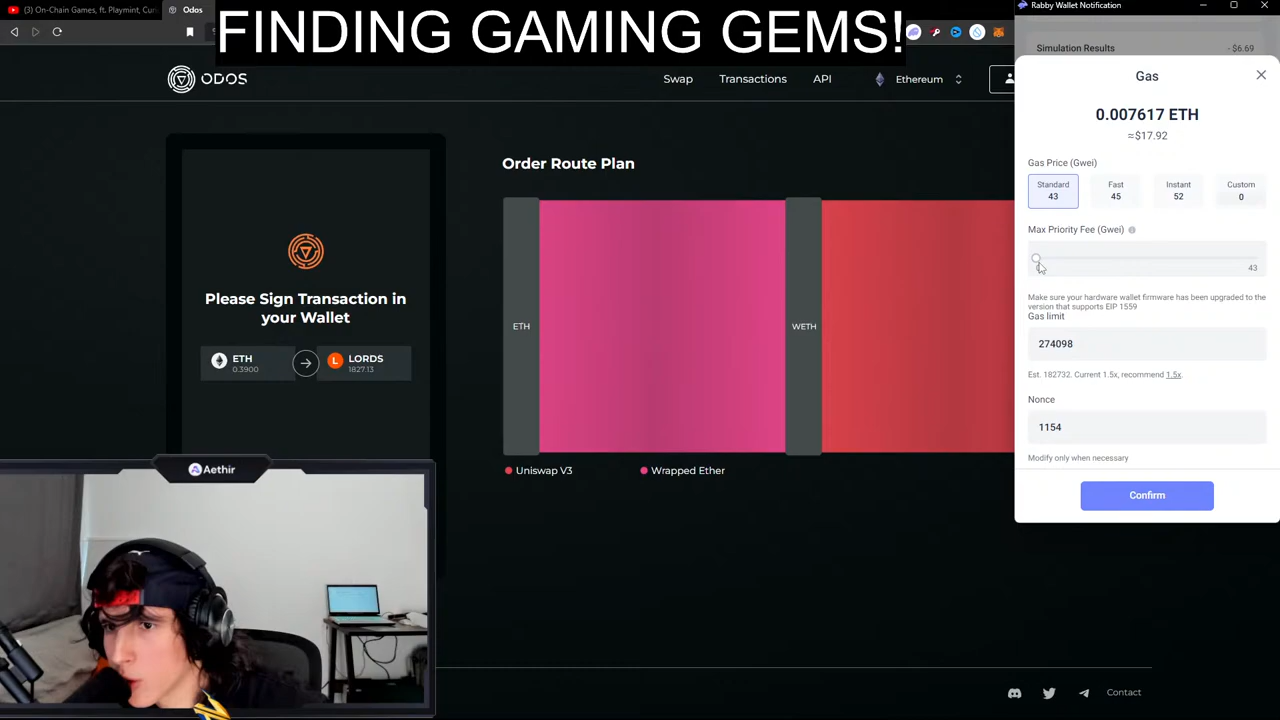 (3) On-Chain Games, ft. Playmint, Curi
Odos
FINDING GAMING GEMS!
ODOS
Swap
Transactions
API
Ethereum
Please Sign Transaction in
your Wallet
ETH
0.3900
LORDS
1827.13
Order Route Plan
ETH
WETH
Uniswap V3
Wrapped Ether
Contact
Aethir
Rabby Wallet Notification
Simulation Results
- $6.69
Gas
0.007617 ETH
≈$17.92
Gas Price (Gwei)
Standard
43
Fast
45
Instant
52
Custom
0
Max Priority Fee (Gwei)
43
Make sure your hardware wallet firmware has been upgraded to the
version that supports EIP 1559
Gas limit
274098
Est. 182732. Current 1.5x, recommend 1.5x.
Nonce
1154
Modify only when necessary
Confirm